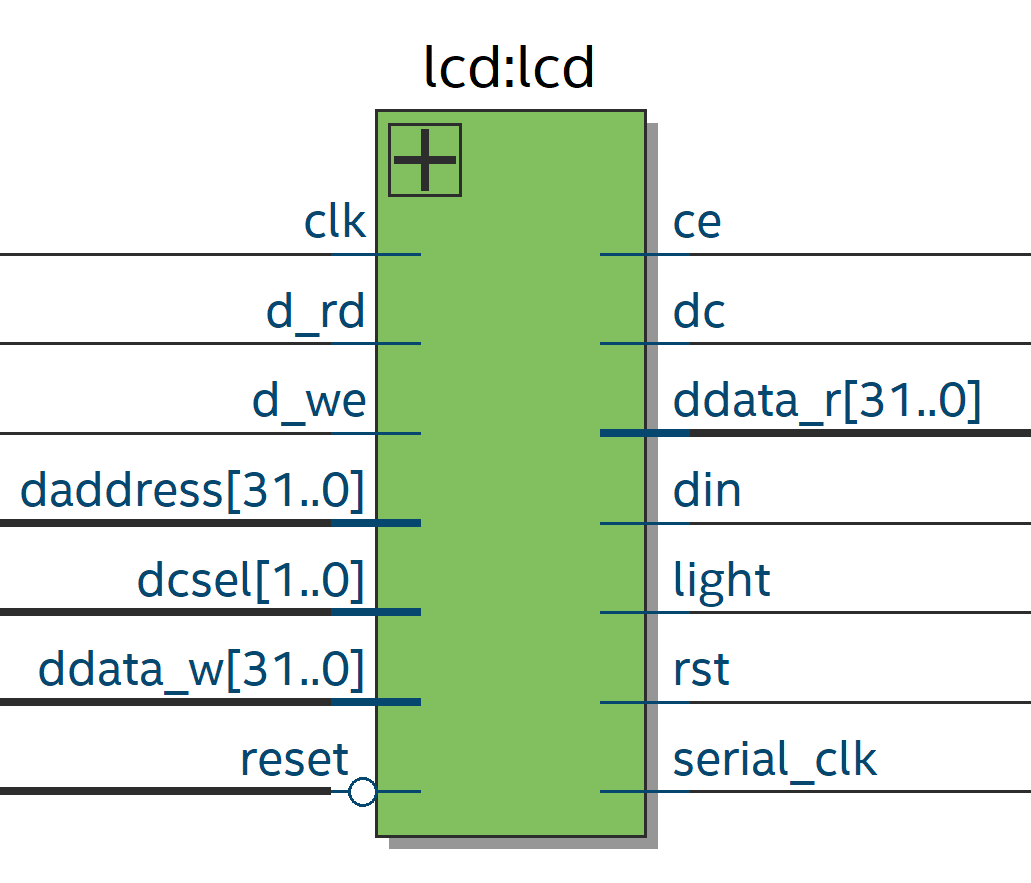 lcd:lcd
clk
ce
d_rd
dc
d_we
ddata_r[31..0]
daddress[31..0]
din
dcsel[1..0]
light
ddata_w[31..0]
rst
reset
serial_clk